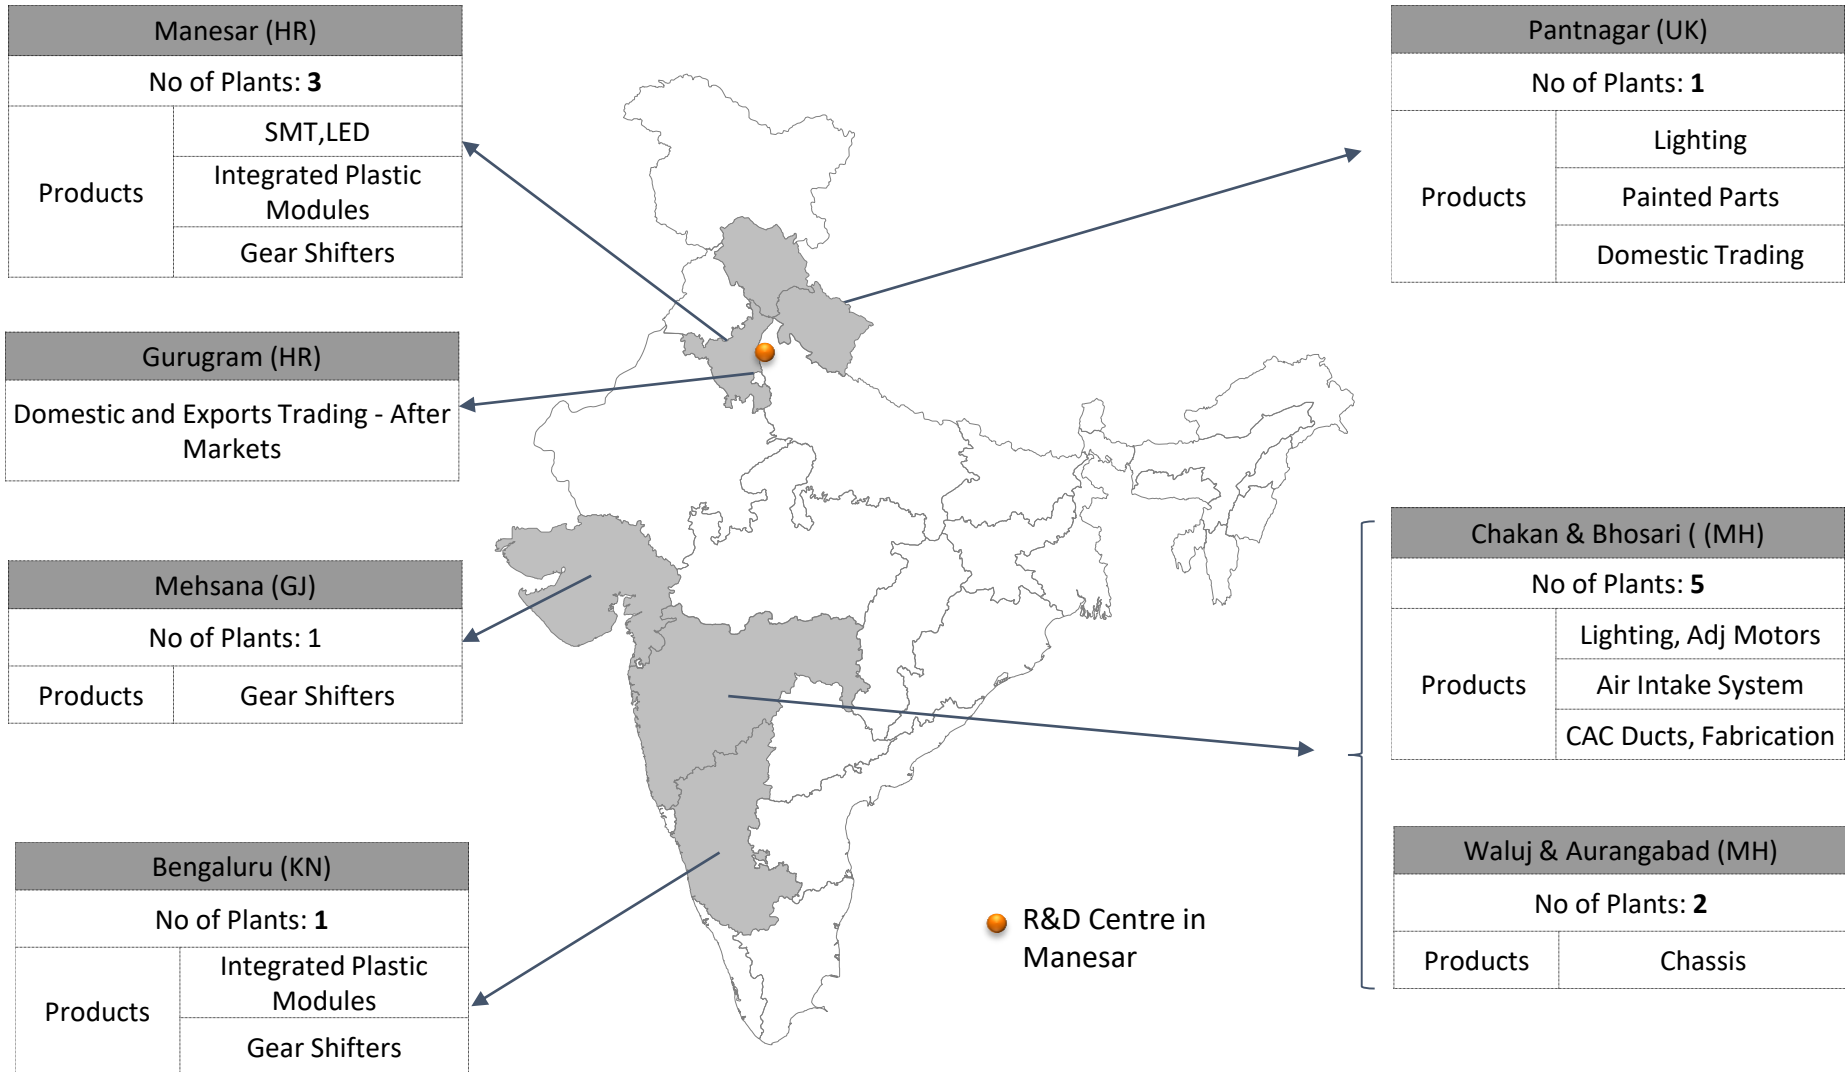 Manesar (HR)
No of Plants: 3
Products
SMT,LED
Integrated Plastic
Modules
Gear Shifters
Gurugram (HR)
Domestic and Exports Trading - After
Markets
Mehsana (GJ)
No of Plants: 1
Products
Gear Shifters
Bengaluru (KN)
No of Plants: 1
Products
Integrated Plastic
Modules
Gear Shifters
R&D Centre in
Manesar
Pantnagar (UK)
No of Plants: 1
Products
Lighting
Painted Parts
Domestic Trading
Chakan & Bhosari ( (MH)
No of Plants: 5
Products
Lighting, Adj Motors
Air Intake System
CAC Ducts, Fabrication
Waluj & Aurangabad (MH)
No of Plants: 2
Products
Chassis